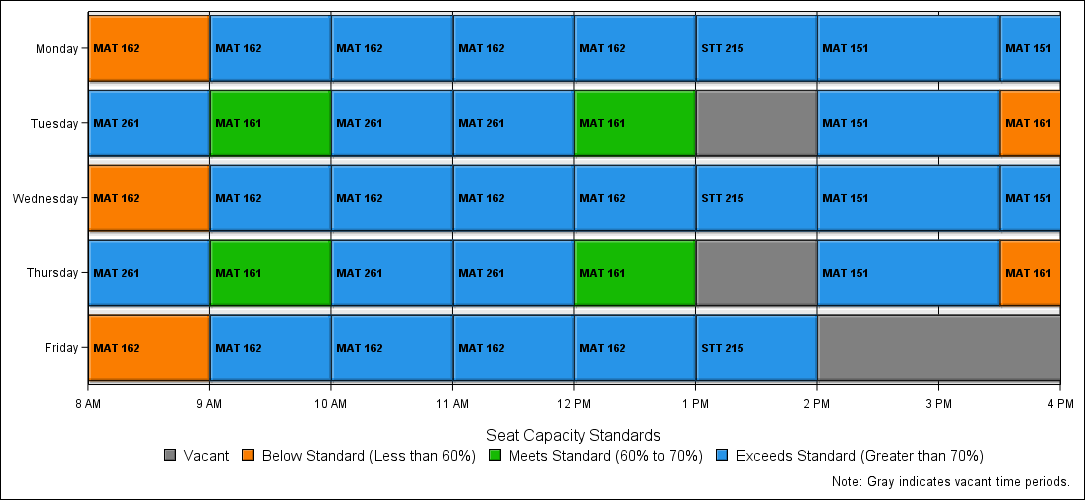 Monday MAT 162 MAT 162 MAT 162 MAT 162 MAT 162 STT 215 MAT 151 MAT 151
Tuesday MAT 261 MAT 161 MAT 261 MAT 261 MAT 161 MAT 151 MAT 161
Wednesday MAT 162 MAT 162 MAT 162 MAT 162 MAT 162 STT 215 MAT 151 MAT 151
Thursday MAT 261 MAT 161 MAT 261 MAT 261 MAT 161 MAT 151 MAT 161
Friday MAT 162 MAT 162 MAT 162 MAT 162 MAT 162 STT 215
8 AM 9 AM 10 AM 11 AM 12 PM 1 PM 2 PM 3 PM 4 PM
Seat Capacity Standards
Vacant Below Standard (Less than 60%) Meets Standard (60% to 70%) Exceeds Standard (Greater than 70%)
Note: Gray indicates vacant time periods.